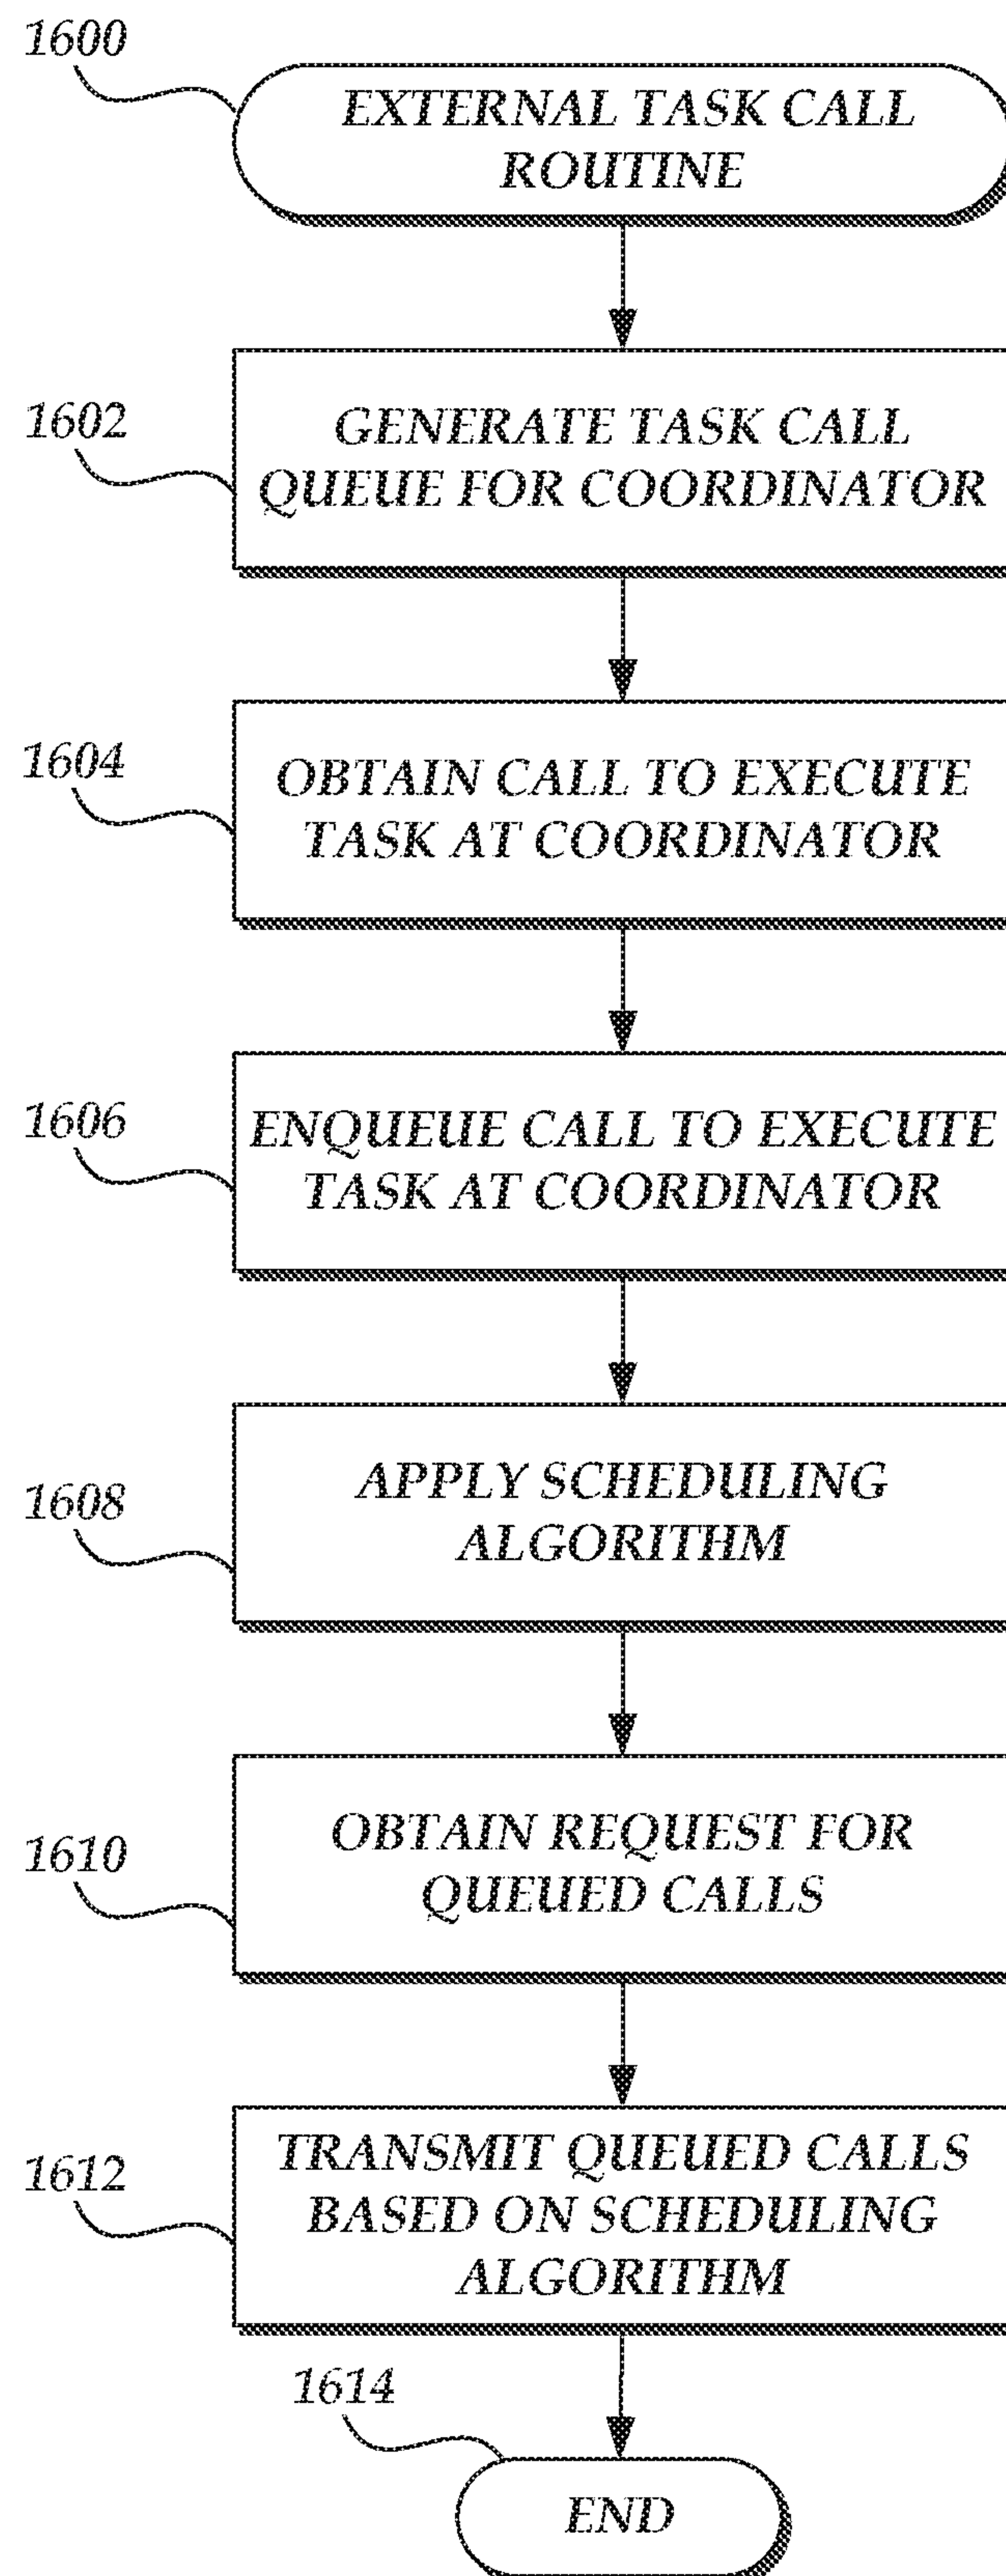 1600
EXTERNAL TASK CALL
ROUTINE
1602
GENERATE TASK CALL
QUEUE FOR COORDINATOR
1604
OBTAIN CALL TO EXECUTE
TASK AT COORDINATOR
1606
ENQUEUE CALL TO EXECUTE
TASK AT COORDINATOR
1608
APPLY SCHEDULING
ALGORITHM
1610
OBTAIN REQUEST FOR
QUEUED CALLS
1612
TRANSMIT QUEUED CALLS
BASED ON SCHEDULING
ALGORITHM
1614
END